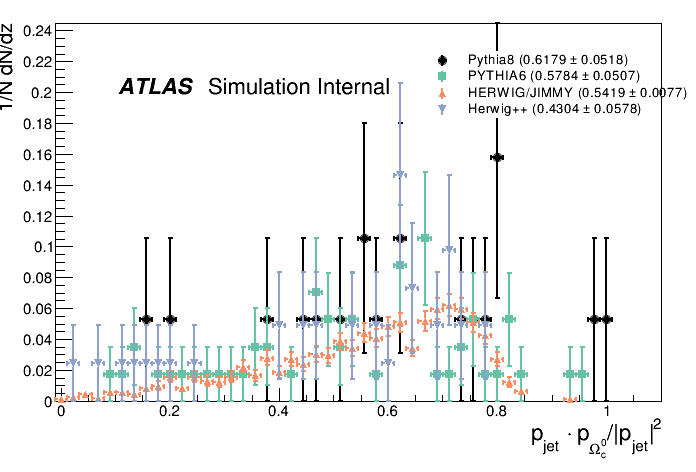 1/N dN/dz
0.24
0.22
0.2
0.18
0.16
0.14
0.12
0.1
0.08
0.06
0.04
0.02
0
ATLAS Simulation Internal
Pythia8 (0.6179 ± 0.0518)
PYTHIA6 (0.5784 ± 0.0507)
HERWIG/JIMMY (0.5419 ± 0.0077)
Herwig++ (0.4304 ± 0.0578)
0 0.2 0.4 0.6 0.8 1
p_jet · p_Ω_c^0/|p_jet|^2